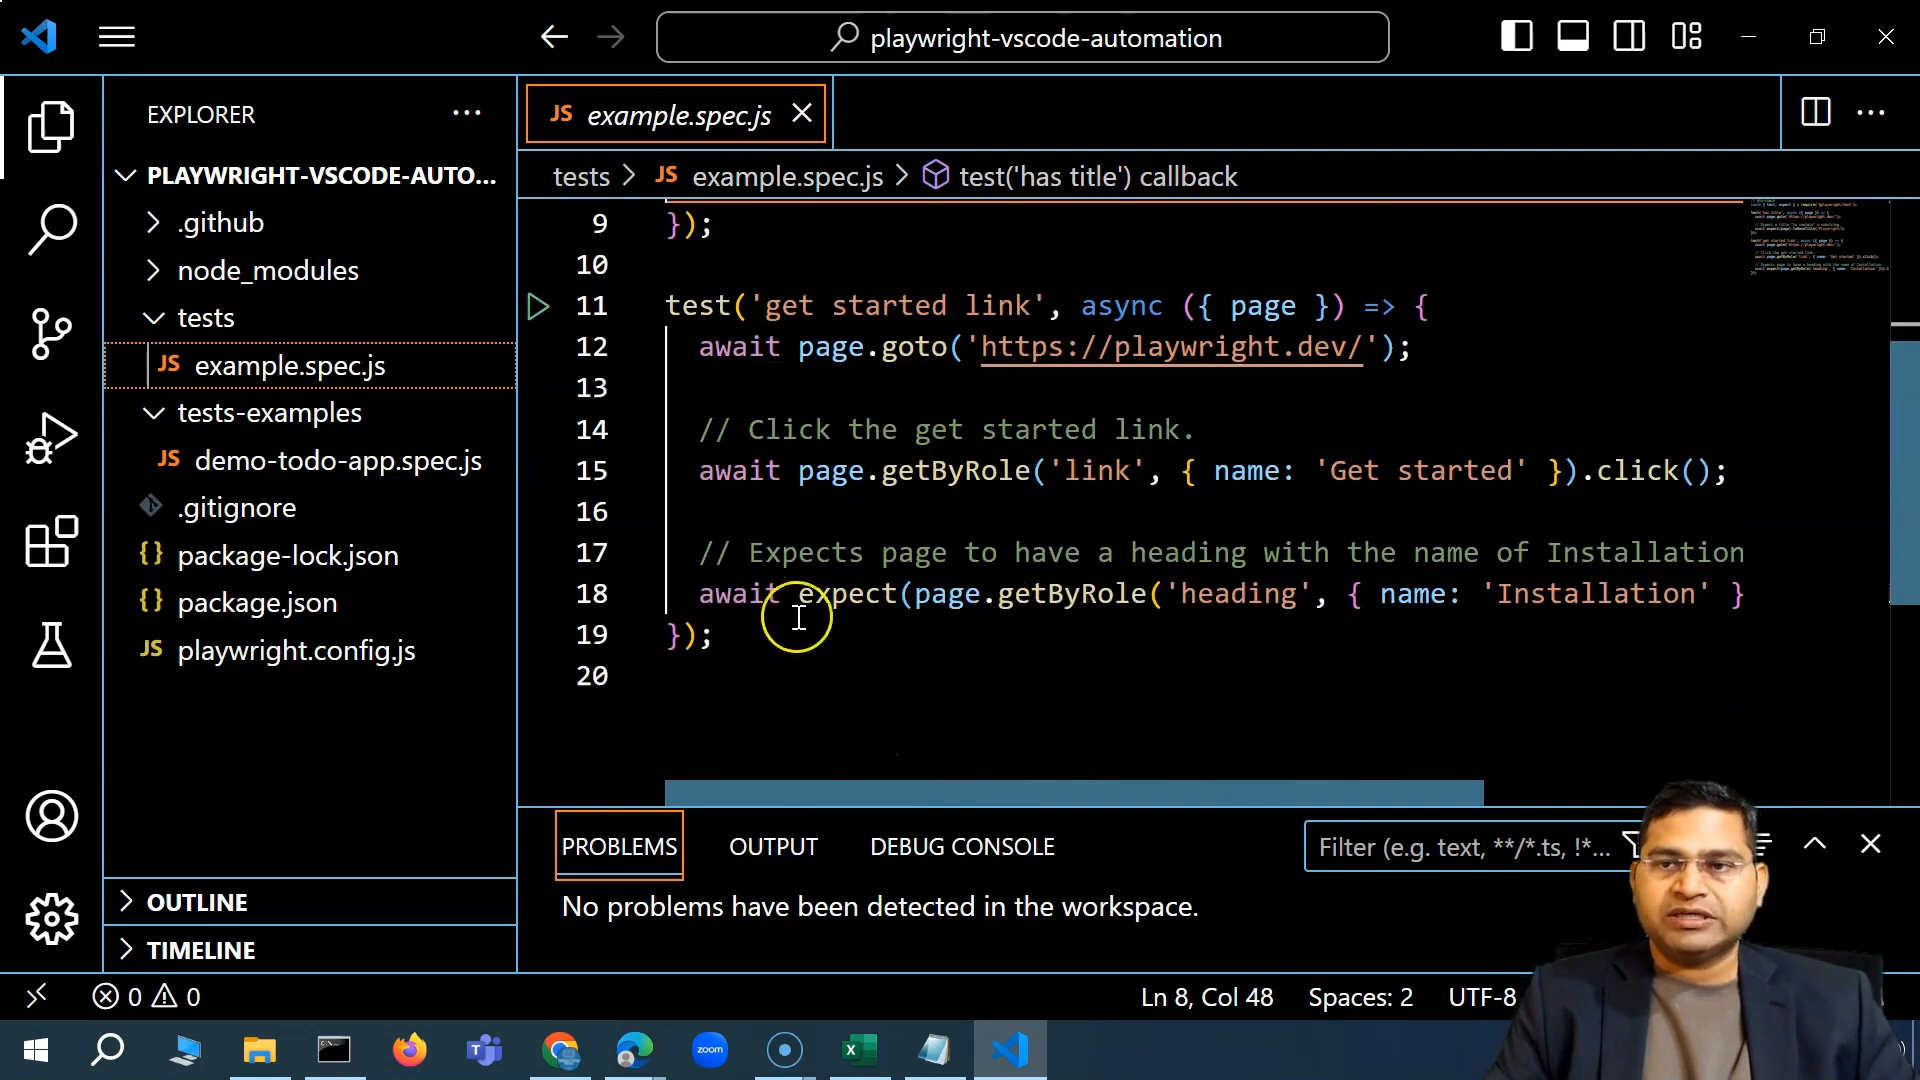 playwright-vscode-automation
EXPLORER
PLAYWRIGHT-VSCODE-AUTO...
.github
node_modules
tests
JS example.spec.js
tests-examples
JS demo-todo-app.spec.js
.gitignore
{} package-lock.json
{} package.json
JS playwright.config.js
OUTLINE
TIMELINE
JS example.spec.js
tests > JS example.spec.js > test('has title') callback
9 });
10
11 test('get started link', async ({ page }) => {
12 await page.goto('https://playwright.dev/');
13
14 // Click the get started link.
15 await page.getByRole('link', { name: 'Get started' }).click();
16
17 // Expects page to have a heading with the name of Installation
18 await expect(page.getByRole('heading', { name: 'Installation' }
19 });
20
PROBLEMS OUTPUT DEBUG CONSOLE
Filter (e.g. text, **/*.ts, !*...
No problems have been detected in the workspace.
0 0
Ln 8, Col 48 Spaces: 2 UTF-8
zoom